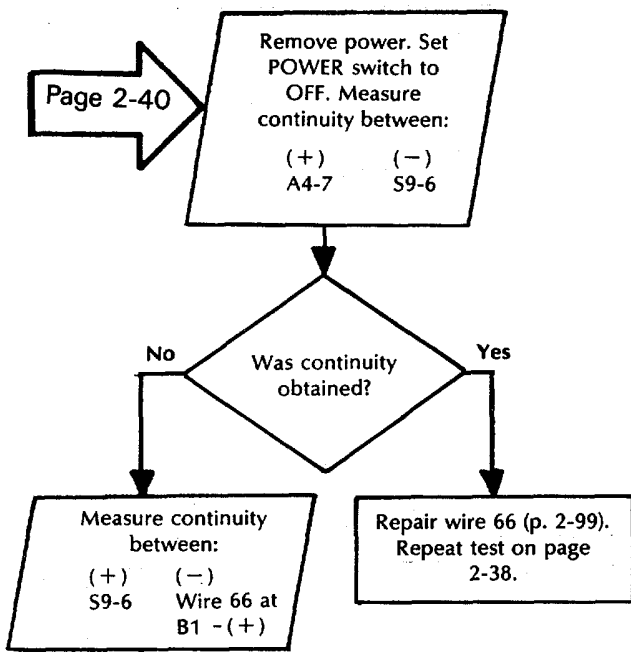 Page 2-40
Remove power. Set
POWER switch to
OFF. Measure
continuity between:
(+) (−)
A4-7 S9-6
No
Was continuity
obtained?
Yes
Measure continuity
between:
(+) (−)
S9-6 Wire 66 at
B1 -(+)
Repair wire 66 (p. 2-99).
Repeat test on page
2-38.